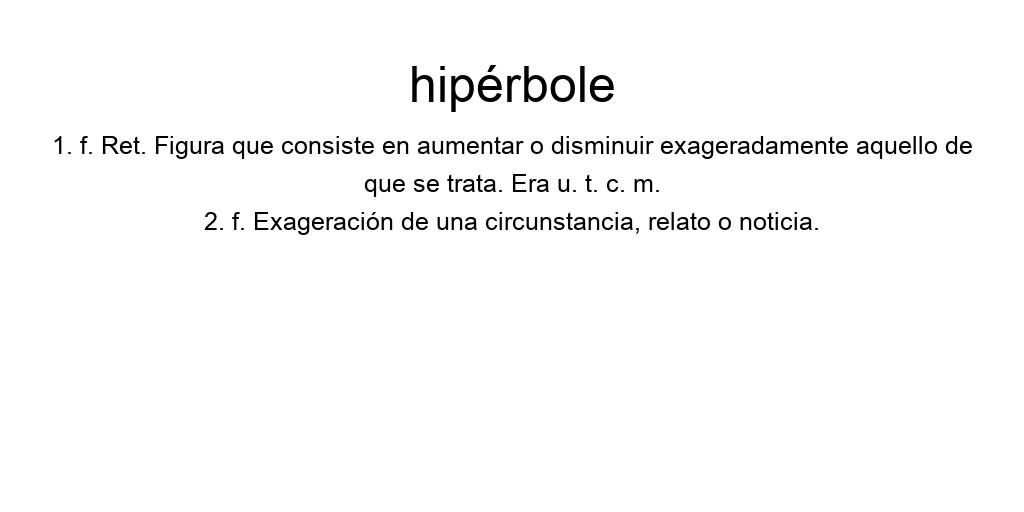 hipérbole
1. f. Ret. Figura que consiste en aumentar o disminuir exageradamente aquello de
que se trata. Era u. t. c. m.
2. f. Exageración de una circunstancia, relato o noticia.